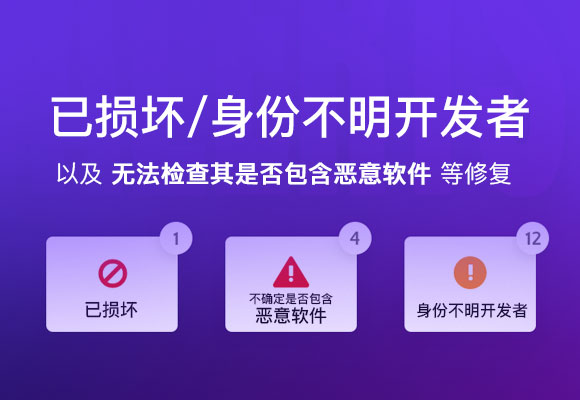 已损坏/身份不明开发者
以及 无法检查其是否包含恶意软件 等修复
1
已损坏
4
不确定是否包含
恶意软件
12
身份不明开发者